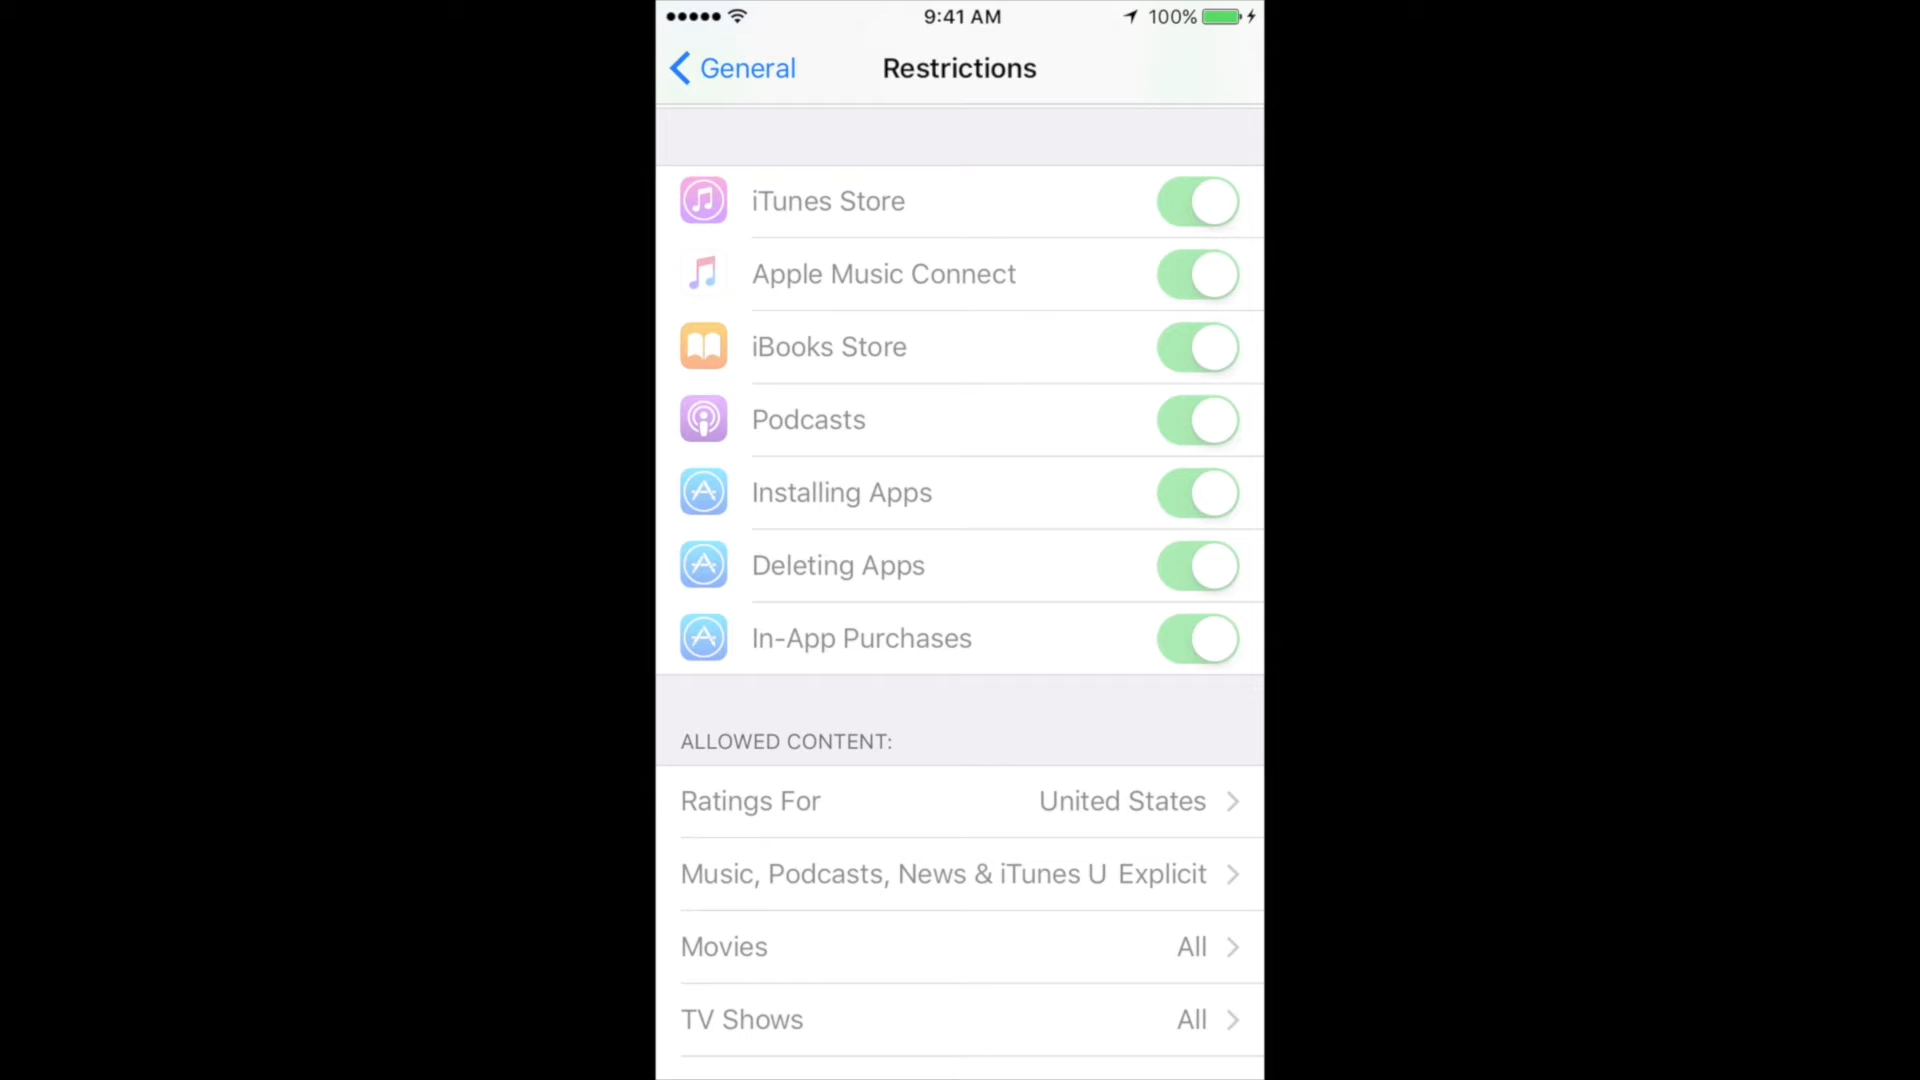 9:41 AM
100%
General
Restrictions
iTunes Store
Apple Music Connect
iBooks Store
Podcasts
Installing Apps
Deleting Apps
In-App Purchases
ALLOWED CONTENT:
Ratings For United States
Music, Podcasts, News & iTunes U Explicit
Movies All
TV Shows All